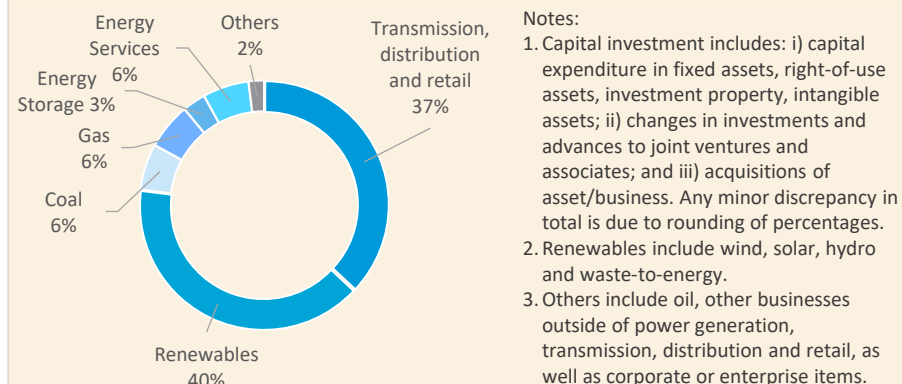 Energy
Services
6%
Others
2%
Transmission,
distribution
and retail
37%
Energy
Storage 3%
Gas
6%
Coal
6%
Renewables
40%
Notes:
1. Capital investment includes: i) capital
expenditure in fixed assets, right-of-use
assets, investment property, intangible
assets; ii) changes in investments and
advances to joint ventures and
associates; and iii) acquisitions of
asset/business. Any minor discrepancy in
total is due to rounding of percentages.
2. Renewables include wind, solar, hydro
and waste-to-energy.
3. Others include oil, other businesses
outside of power generation,
transmission, distribution and retail, as
well as corporate or enterprise items.